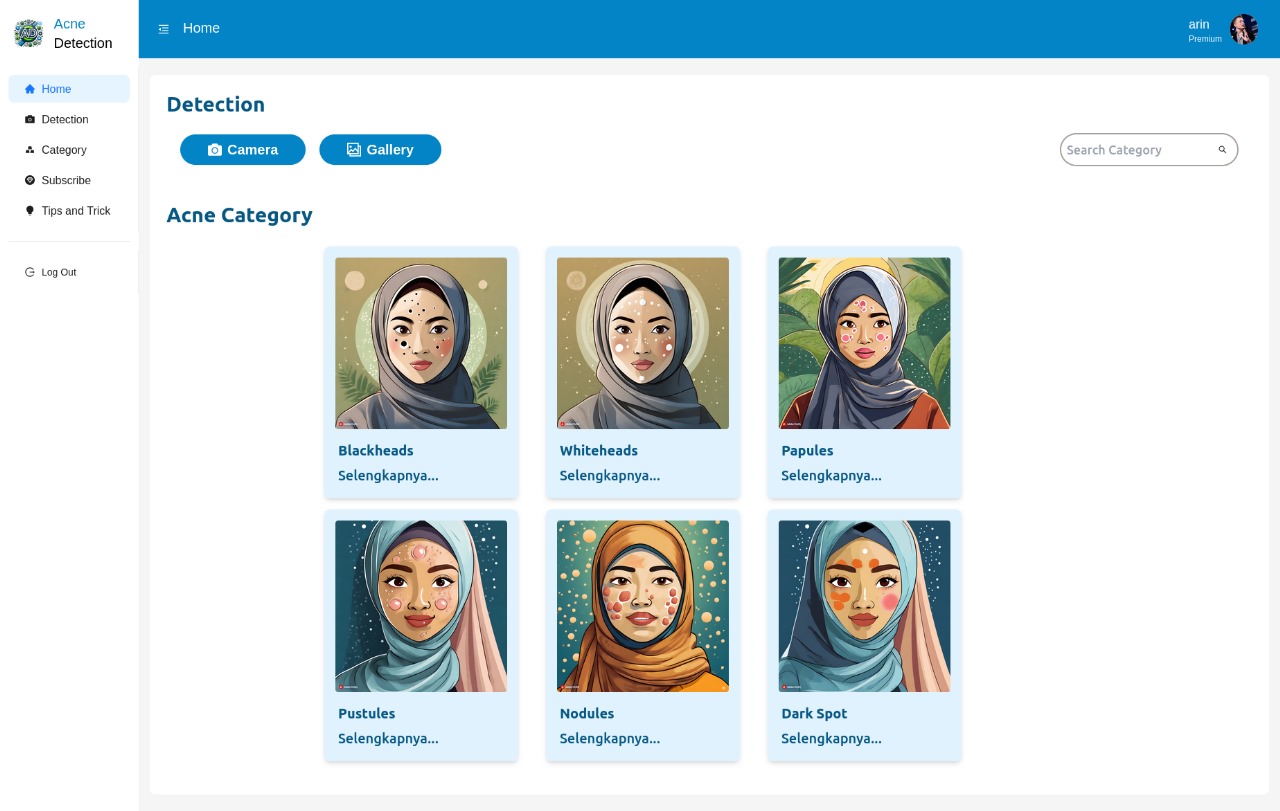 AD
Acne
Detection
Home
Detection
Category
Subscribe
Tips and Trick
Log Out
Home
arin
Premium
Detection
Camera
Gallery
Search Category
Acne Category
Blackheads
Selengkapnya...
Whiteheads
Selengkapnya...
Papules
Selengkapnya...
Pustules
Selengkapnya...
Nodules
Selengkapnya...
Dark Spot
Selengkapnya...